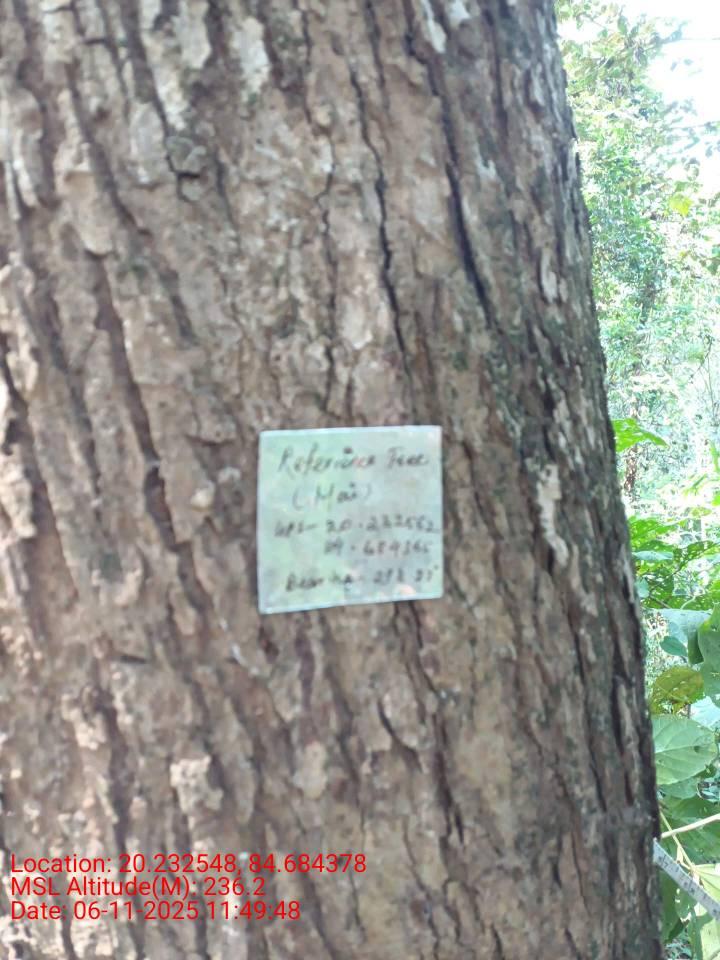 Reference Tree
(Mai)
GPS- 20.232562
84.684365
Bearing-
Location: 20.232548, 84.684378
MSL Altitude(M): 236.2
Date: 06-11-2025 11:49:48